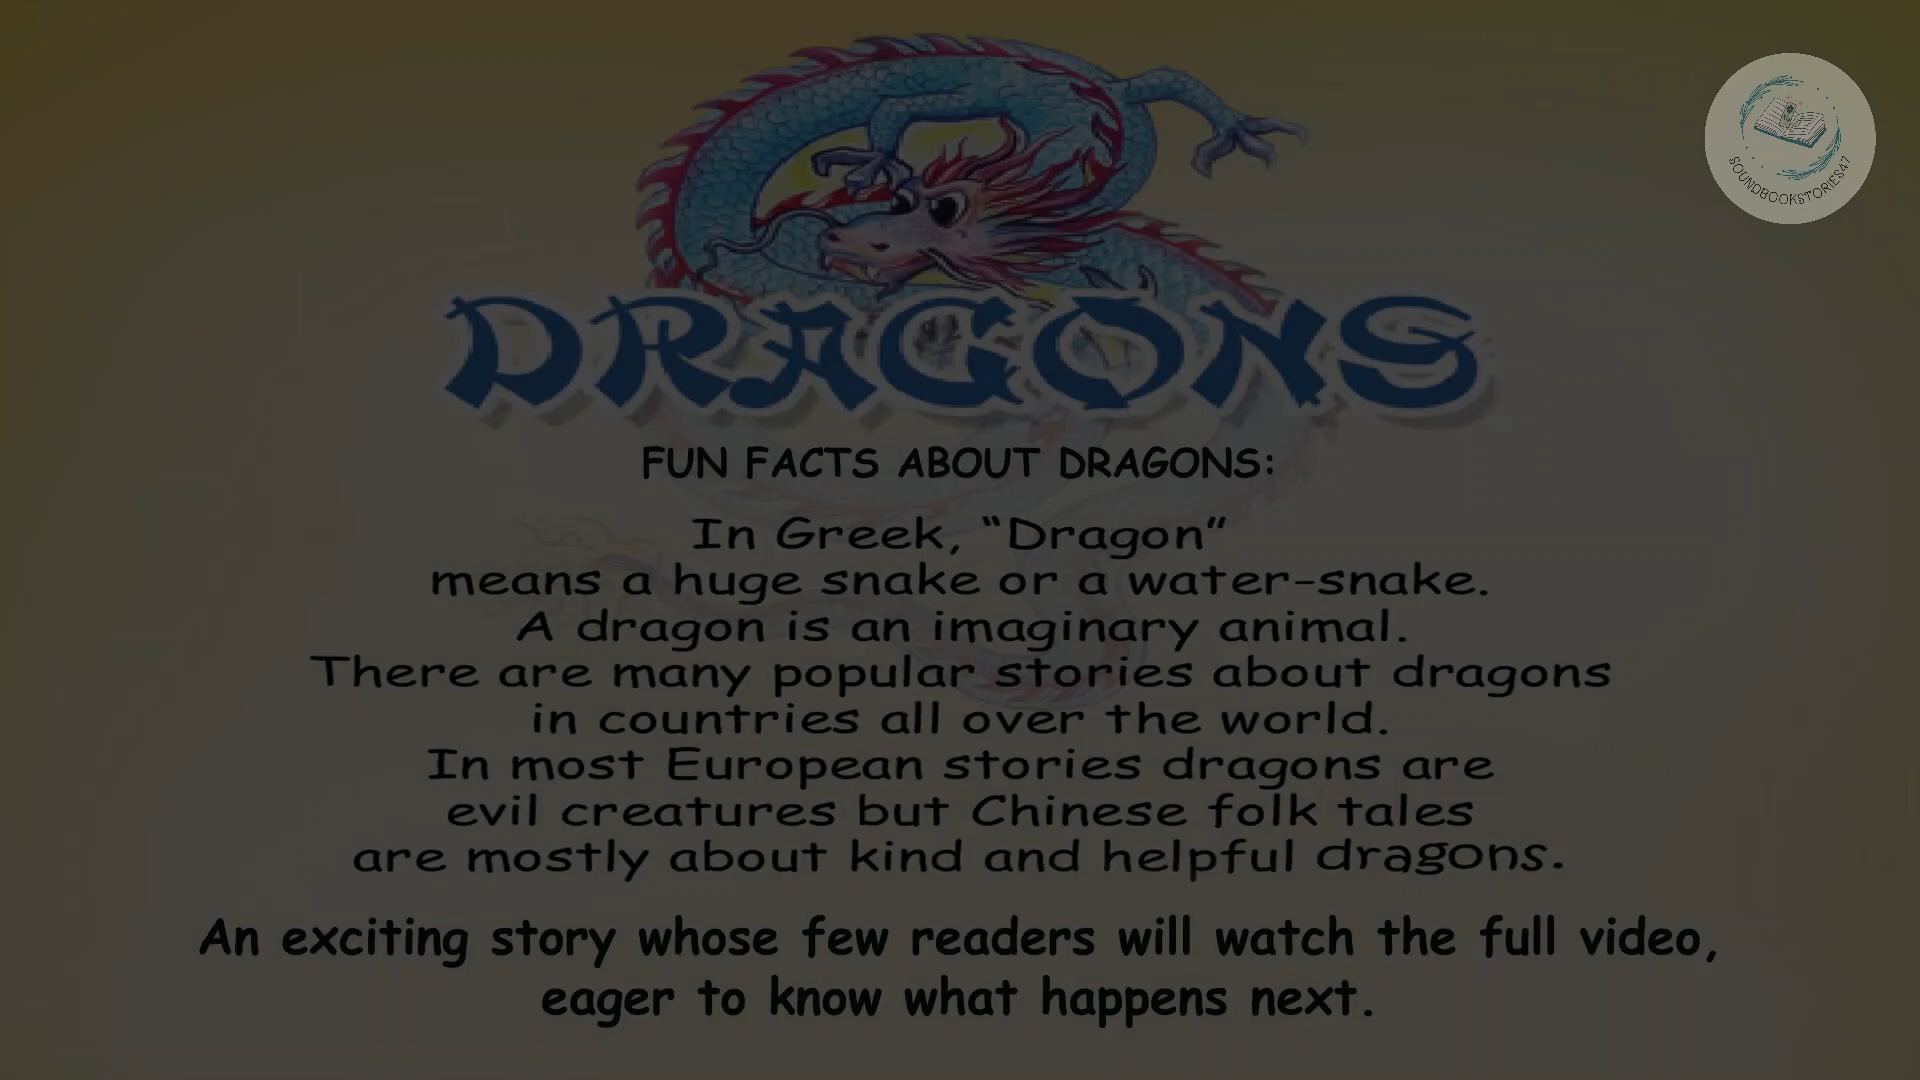 SOUNDBOOKSTORIES47
DRAGONS
FUN FACTS ABOUT DRAGONS:
In Greek, “Dragon”
means a huge snake or a water-snake.
A dragon is an imaginary animal.
There are many popular stories about dragons
in countries all over the world.
In most European stories dragons are
evil creatures but Chinese folk tales
are mostly about kind and helpful dragons.
An exciting story whose few readers will watch the full video,
eager to know what happens next.